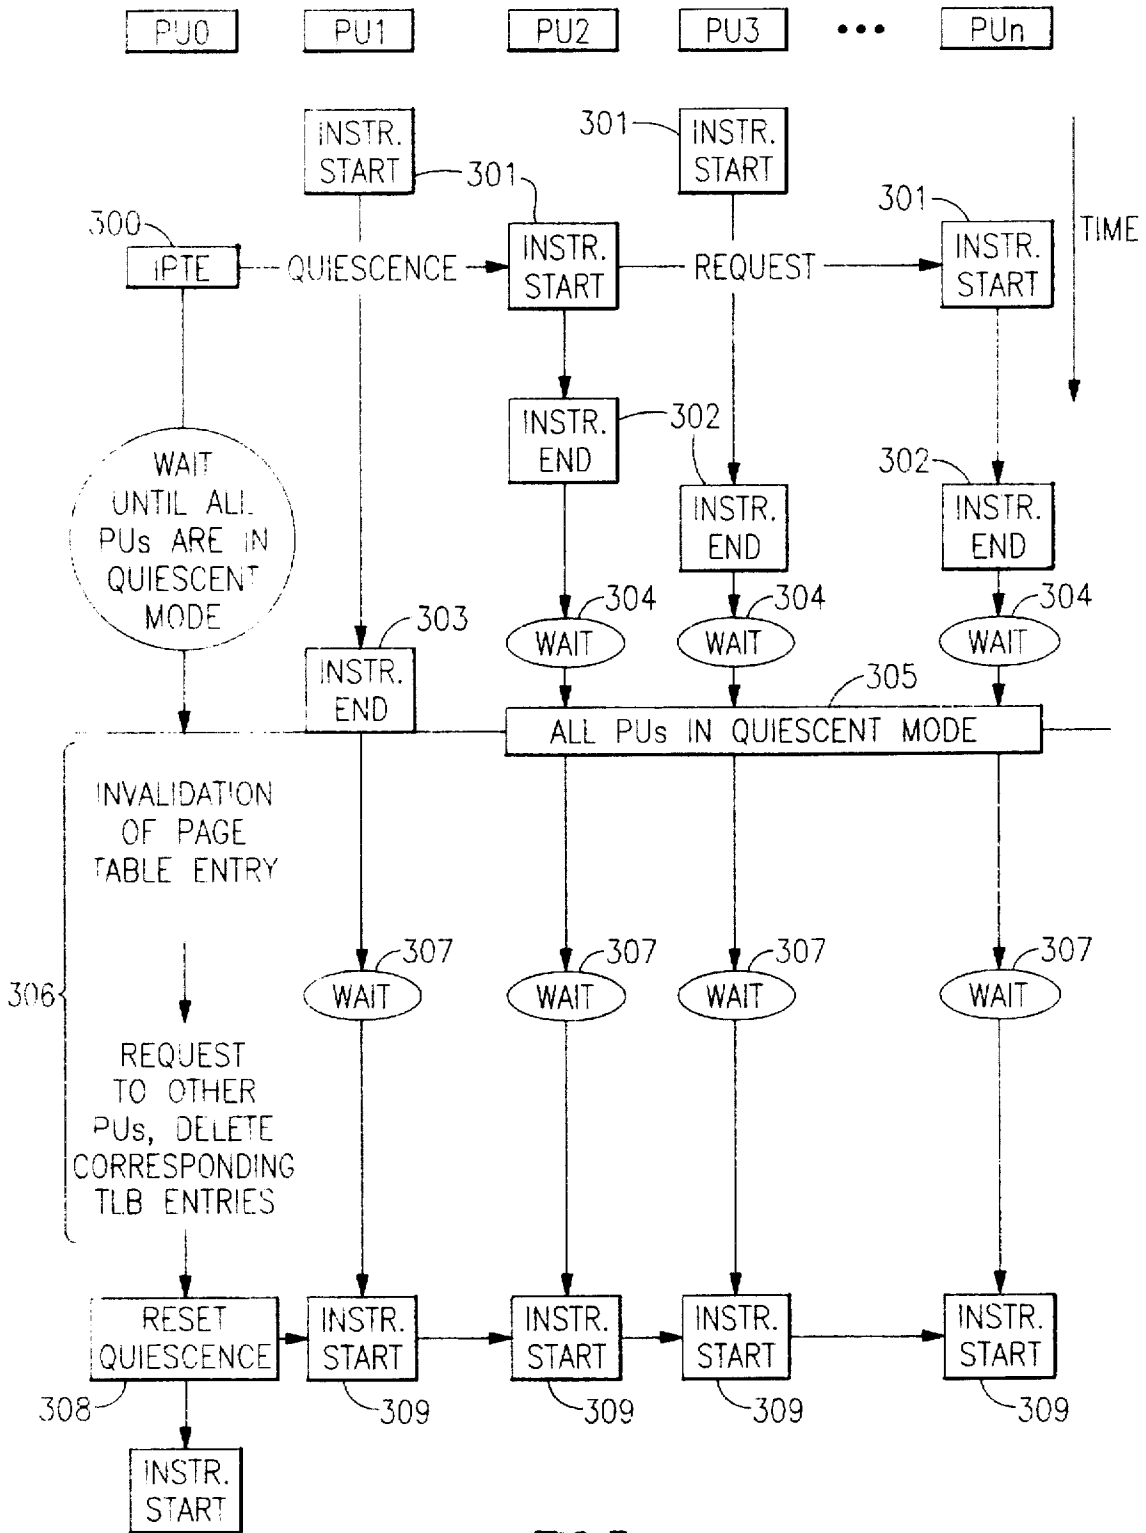 PU0 PU1 PU2 PU3 ••• PUn
INSTR.
START
301
INSTR.
START
301
INSTR.
START
301
INSTR.
START
TIME
300
IPTE
QUIESCENCE
REQUEST
INSTR.
END
302
INSTR.
END
302
INSTR.
END
WAIT
UNTIL ALL
PUs ARE IN
QUIESCENT
MODE
304
WAIT
304
WAIT
304
WAIT
303
INSTR.
END
305
ALL PUs IN QUIESCENT MODE
306
INVALIDATION
OF PAGE
TABLE ENTRY
307
WAIT
307
WAIT
307
WAIT
307
WAIT
REQUEST
TO OTHER
PUs, DELETE
CORRESPONDING
TLB ENTRIES
RESET
QUIESCENCE
308
INSTR.
START
309
INSTR.
START
309
INSTR.
START
309
INSTR.
START
309
INSTR.
START